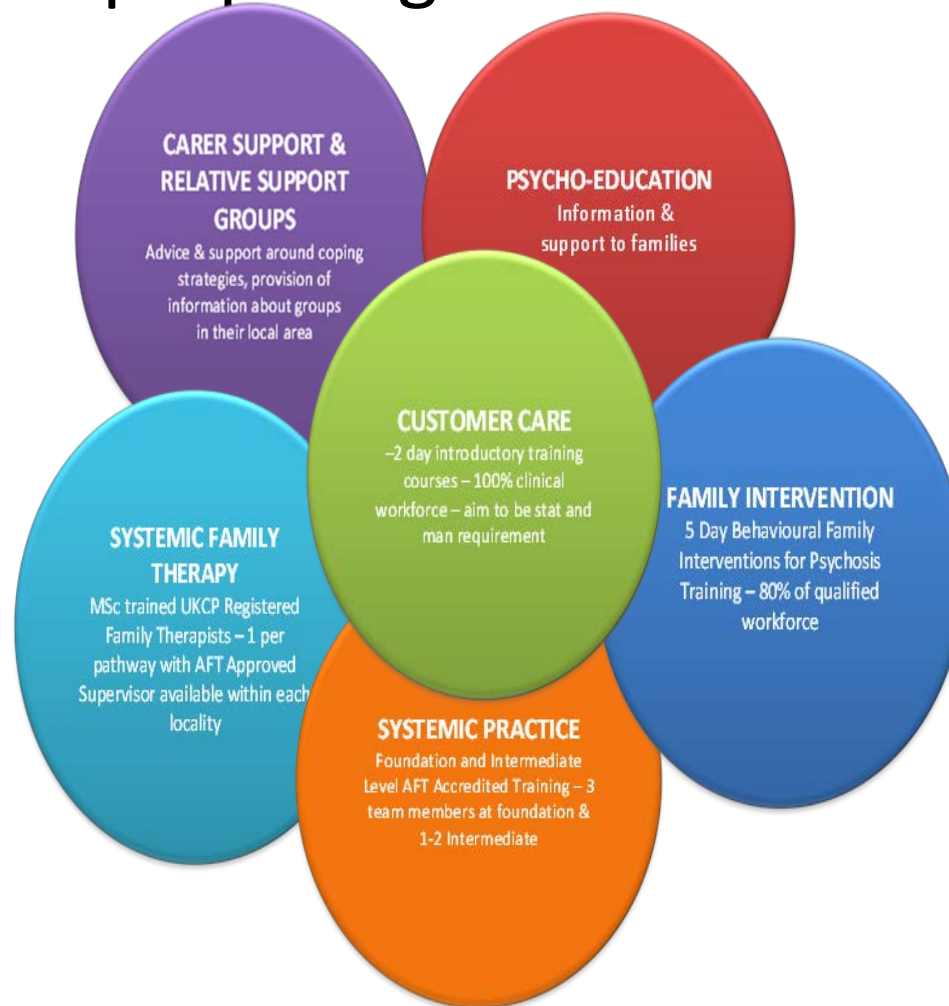 CARER SUPPORT &
RELATIVE SUPPORT
GROUPS
Advice & support around coping
strategies, provision of
information about groups
in their local area
PSYCHO-EDUCATION
Information &
support to families
CUSTOMER CARE
–2 day introductory training
courses – 100% clinical
workforce – aim to be stat and
man requirement
FAMILY INTERVENTION
5 Day Behavioural Family
Interventions for Psychosis
Training – 80% of qualified
workforce
SYSTEMIC FAMILY
THERAPY
MSc trained UKCP Registered
Family Therapists – 1 per
pathway with AFT Approved
Supervisor available within each
locality
SYSTEMIC PRACTICE
Foundation and Intermediate
Level AFT Accredited Training – 3
team members at foundation &
1-2 Intermediate